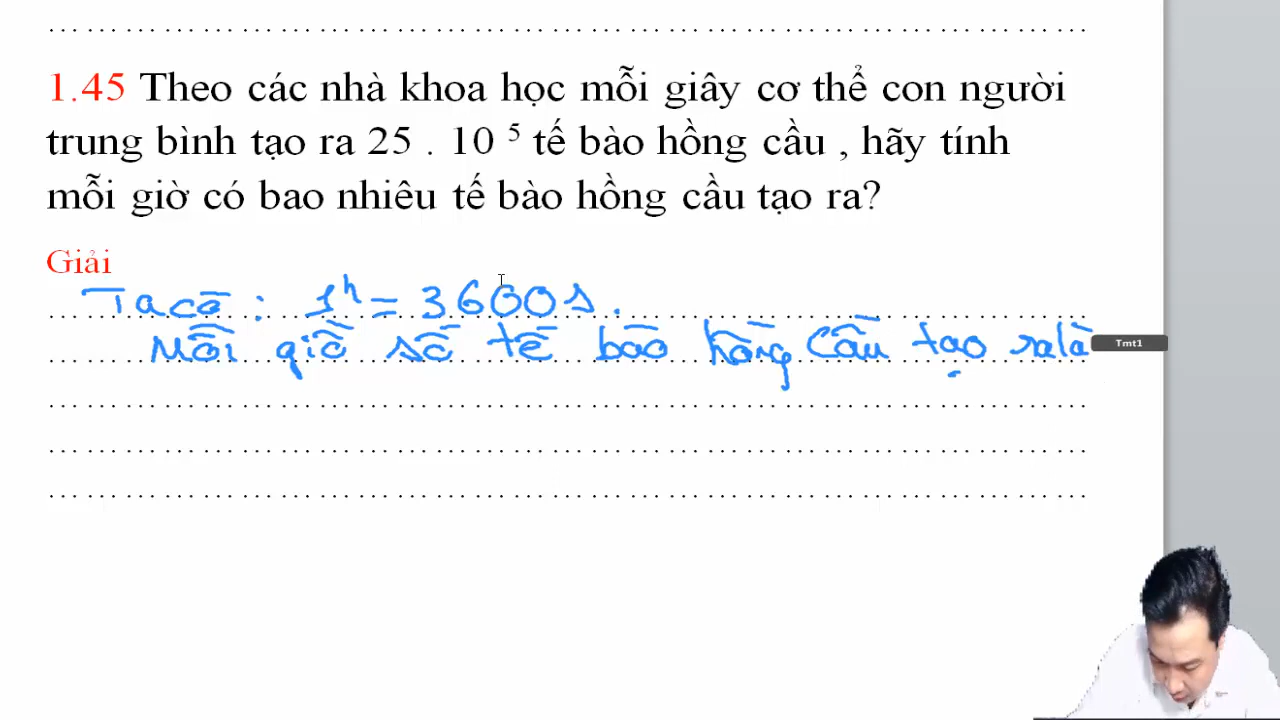 1.45 Theo các nhà khoa học mỗi giây cơ thể con người
trung bình tạo ra 25 . 10 ⁵ tế bào hồng cầu , hãy tính
mỗi giờ có bao nhiêu tế bào hồng cầu tạo ra?
Giải
Ta có : 1ʰ = 3600s.
Mỗi giờ số tế bào hồng cầu tạo ra là
Tmt1